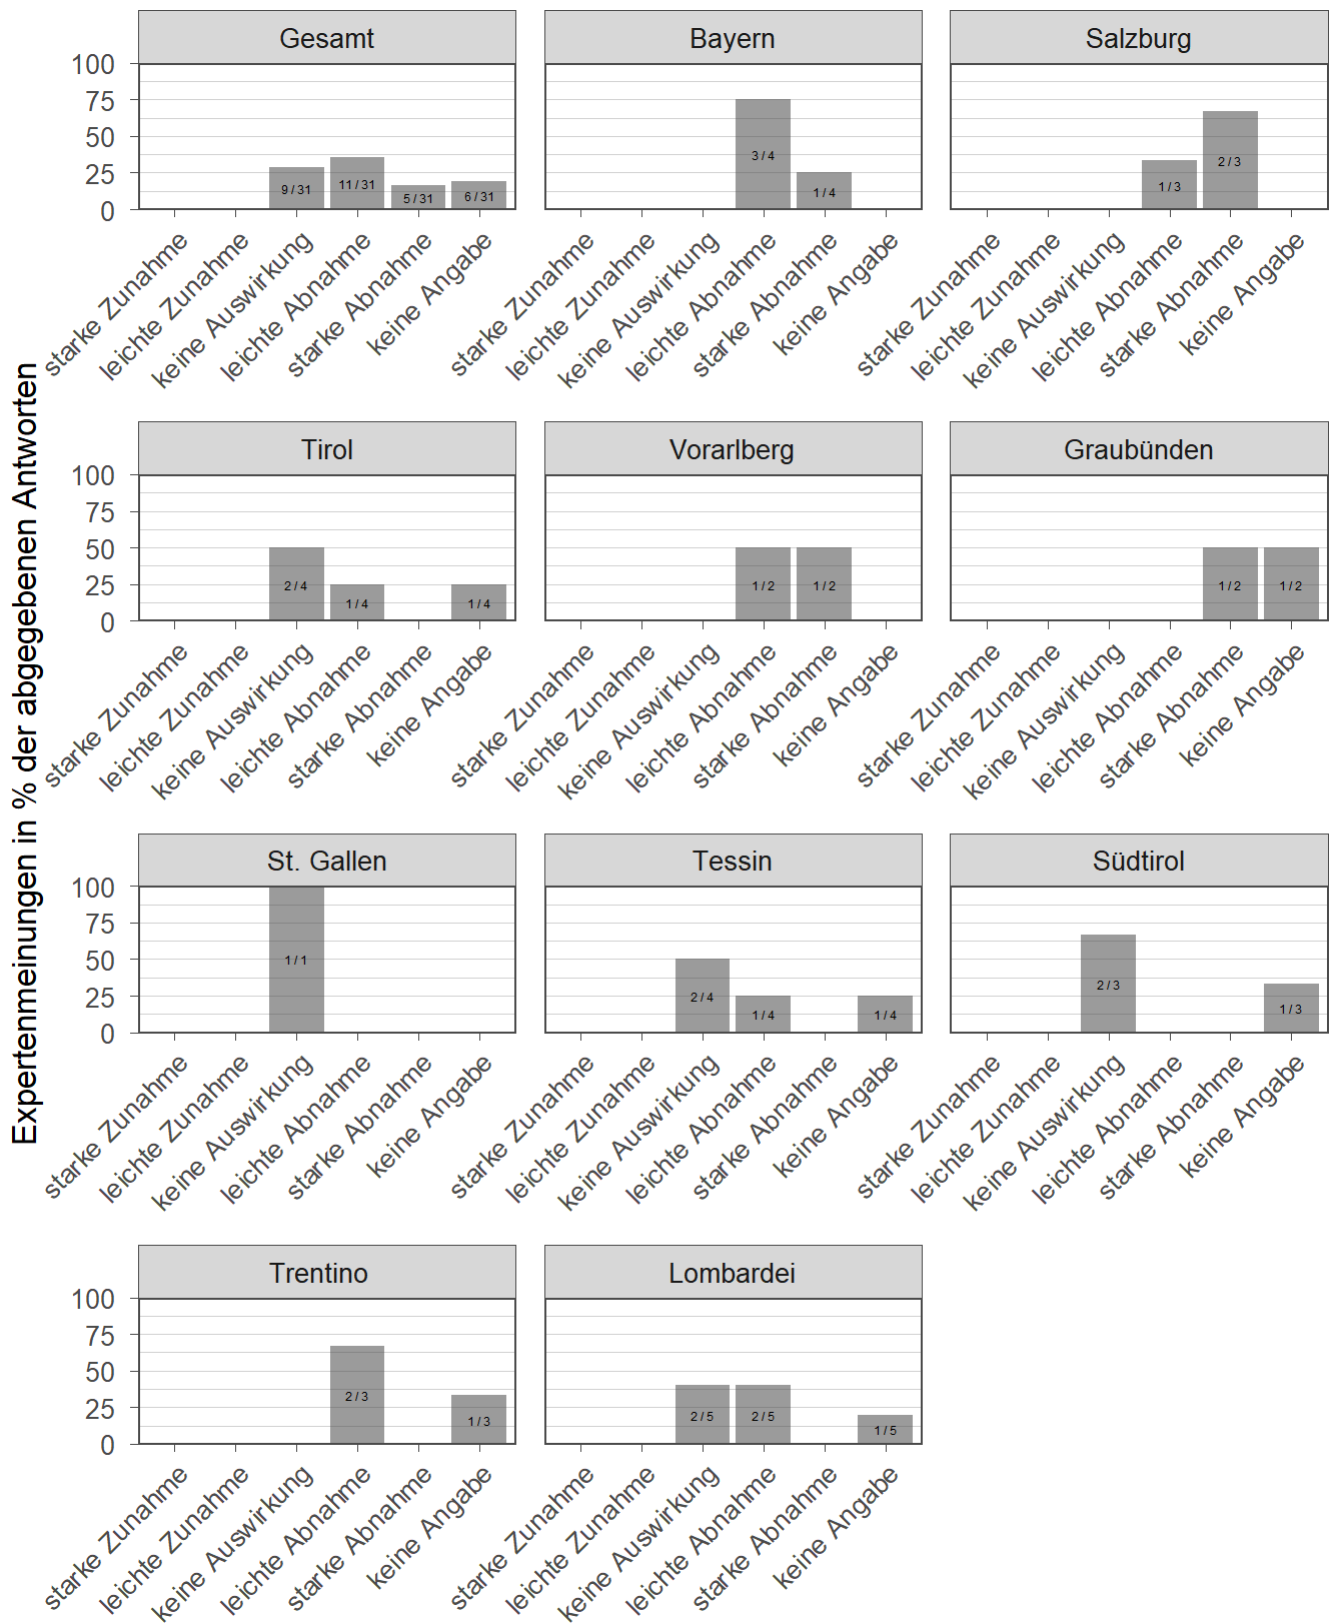 Expertenmeinungen in % der abgegebenen Antworten
Gesamt
100
75
50
25
0
9 / 31
11 / 31
5 / 31
6 / 31
starke Zunahme
leichte Zunahme
keine Auswirkung
leichte Abnahme
starke Abnahme
keine Angabe
Bayern
3 / 4
1 / 4
starke Zunahme
leichte Zunahme
keine Auswirkung
leichte Abnahme
starke Abnahme
keine Angabe
Salzburg
1 / 3
2 / 3
starke Zunahme
leichte Zunahme
keine Auswirkung
leichte Abnahme
starke Abnahme
keine Angabe
Tirol
100
75
50
25
0
2 / 4
1 / 4
1 / 4
starke Zunahme
leichte Zunahme
keine Auswirkung
leichte Abnahme
starke Abnahme
keine Angabe
Vorarlberg
1 / 2
1 / 2
starke Zunahme
leichte Zunahme
keine Auswirkung
leichte Abnahme
starke Abnahme
keine Angabe
Graubünden
1 / 2
1 / 2
starke Zunahme
leichte Zunahme
keine Auswirkung
leichte Abnahme
starke Abnahme
keine Angabe
St. Gallen
100
75
50
25
0
1 / 1
starke Zunahme
leichte Zunahme
keine Auswirkung
leichte Abnahme
starke Abnahme
keine Angabe
Tessin
2 / 4
1 / 4
1 / 4
starke Zunahme
leichte Zunahme
keine Auswirkung
leichte Abnahme
starke Abnahme
keine Angabe
Südtirol
2 / 3
1 / 3
starke Zunahme
leichte Zunahme
keine Auswirkung
leichte Abnahme
starke Abnahme
keine Angabe
Trentino
100
75
50
25
0
2 / 3
1 / 3
starke Zunahme
leichte Zunahme
keine Auswirkung
leichte Abnahme
starke Abnahme
keine Angabe
Lombardei
2 / 5
2 / 5
1 / 5
starke Zunahme
leichte Zunahme
keine Auswirkung
leichte Abnahme
starke Abnahme
keine Angabe